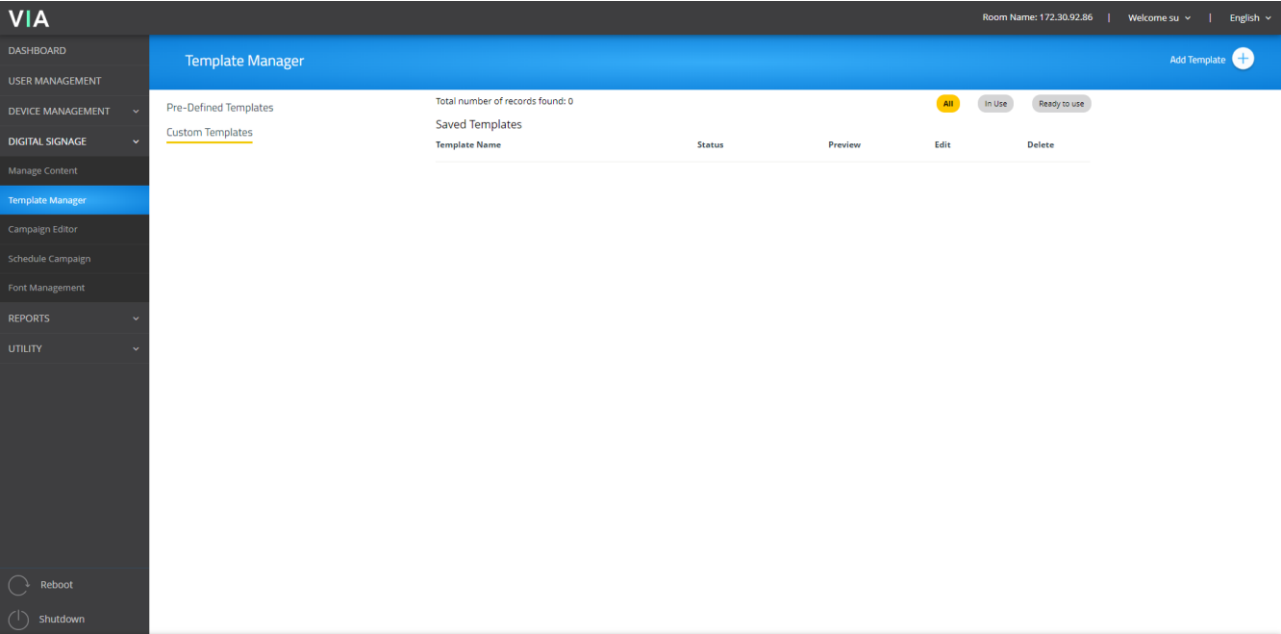 VIA
Room Name: 172.30.92.86 | Welcome su | English
DASHBOARD
USER MANAGEMENT
DEVICE MANAGEMENT
DIGITAL SIGNAGE
Manage Content
Template Manager
Campaign Editor
Schedule Campaign
Font Management
REPORTS
UTILITY
Reboot
Shutdown
Template Manager
Add Template
Pre-Defined Templates
Custom Templates
Total number of records found: 0
All In Use Ready to use
Saved Templates
Template Name Status Preview Edit Delete